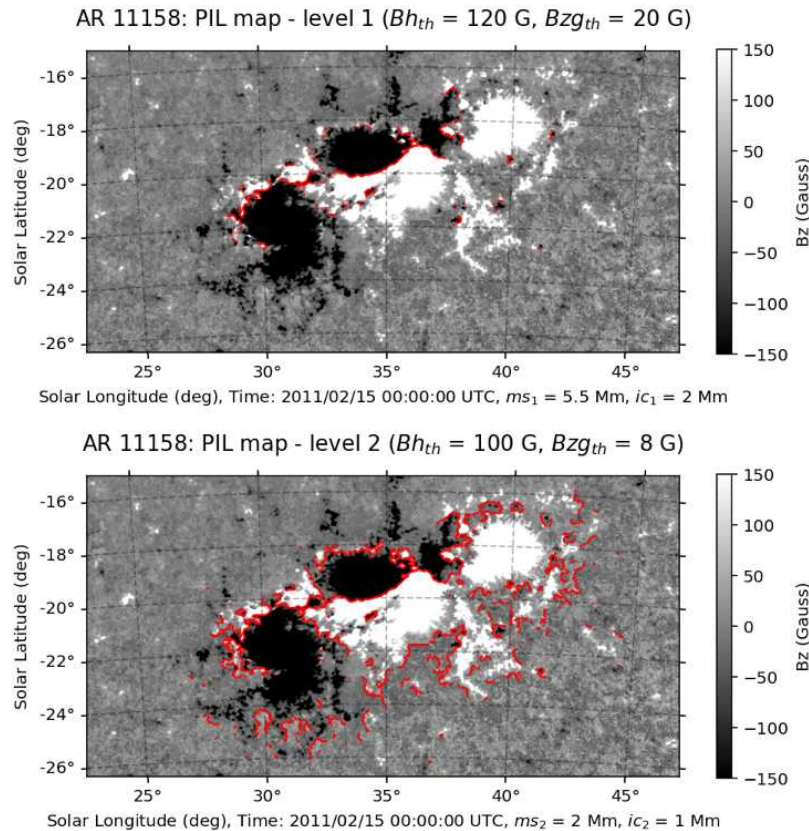 AR 11158: PIL map - level 1 (Bh_th = 120 G, Bzg_th = 20 G)
150
100
50
0
−50
−100
−150
Bz (Gauss)
Solar Latitude (deg)
-16°
-18°
-20°
-22°
-24°
-26°
25° 30° 35° 40° 45°
Solar Longitude (deg), Time: 2011/02/15 00:00:00 UTC, ms₁ = 5.5 Mm, ic₁ = 2 Mm
AR 11158: PIL map - level 2 (Bh_th = 100 G, Bzg_th = 8 G)
150
100
50
0
−50
−100
−150
Bz (Gauss)
Solar Latitude (deg)
-16°
-18°
-20°
-22°
-24°
-26°
25° 30° 35° 40° 45°
Solar Longitude (deg), Time: 2011/02/15 00:00:00 UTC, ms₂ = 2 Mm, ic₂ = 1 Mm